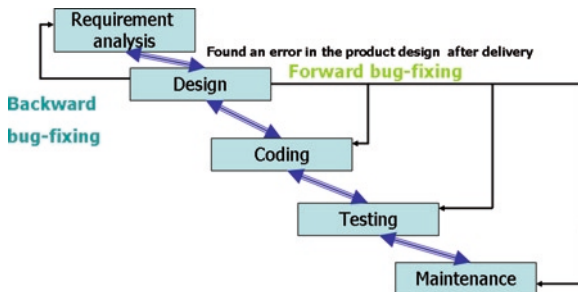 Requirement
analysis
Found an error in the product design after delivery
Forward bug-fixing
Design
Backward
bug-fixing
Coding
Testing
Maintenance